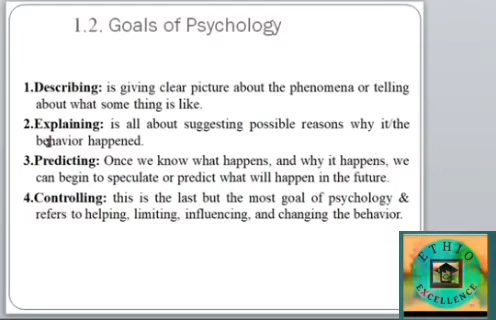 1.2. Goals of Psychology
1.Describing: is giving clear picture about the phenomena or telling
about what some thing is like.
2.Explaining: is all about suggesting possible reasons why it/the
behavior happened.
3.Predicting: Once we know what happens, and why it happens, we
can begin to speculate or predict what will happen in the future.
4.Controlling: this is the last but the most goal of psychology &
refers to helping, limiting, influencing, and changing the behavior.
ETHIO
EXCELLENCE